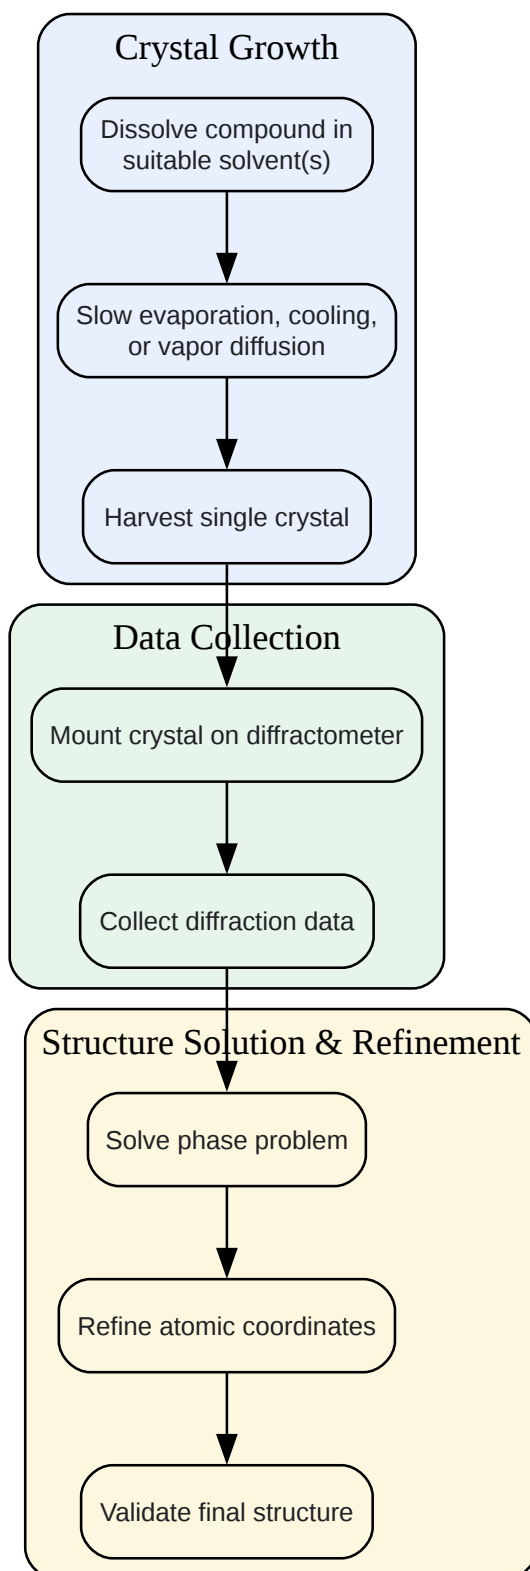 Crystal Growth
Dissolve compound in
suitable solvent(s)
Slow evaporation, cooling,
or vapor diffusion
Harvest single crystal
Data Collection
Mount crystal on diffractometer
Collect diffraction data
Structure Solution & Refinement
Solve phase problem
Refine atomic coordinates
Validate final structure